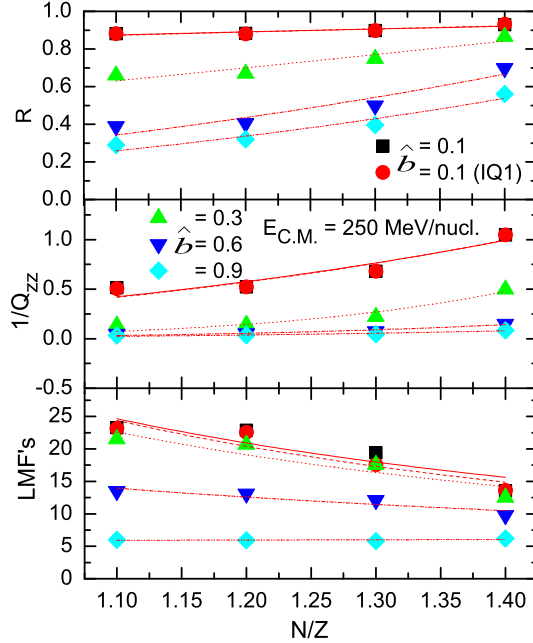 1.0
0.8
0.6
0.4
0.2
0.0
R
b̂ = 0.1
= 0.1 (IQ1)
1.0
0.5
0.0
-0.5
1/Q_ZZ
= 0.3
b̂ = 0.6
= 0.9
E_C.M. = 250 MeV/nucl.
25
20
15
10
5
0
LMF's
1.10 1.15 1.20 1.25 1.30 1.35 1.40
N/Z